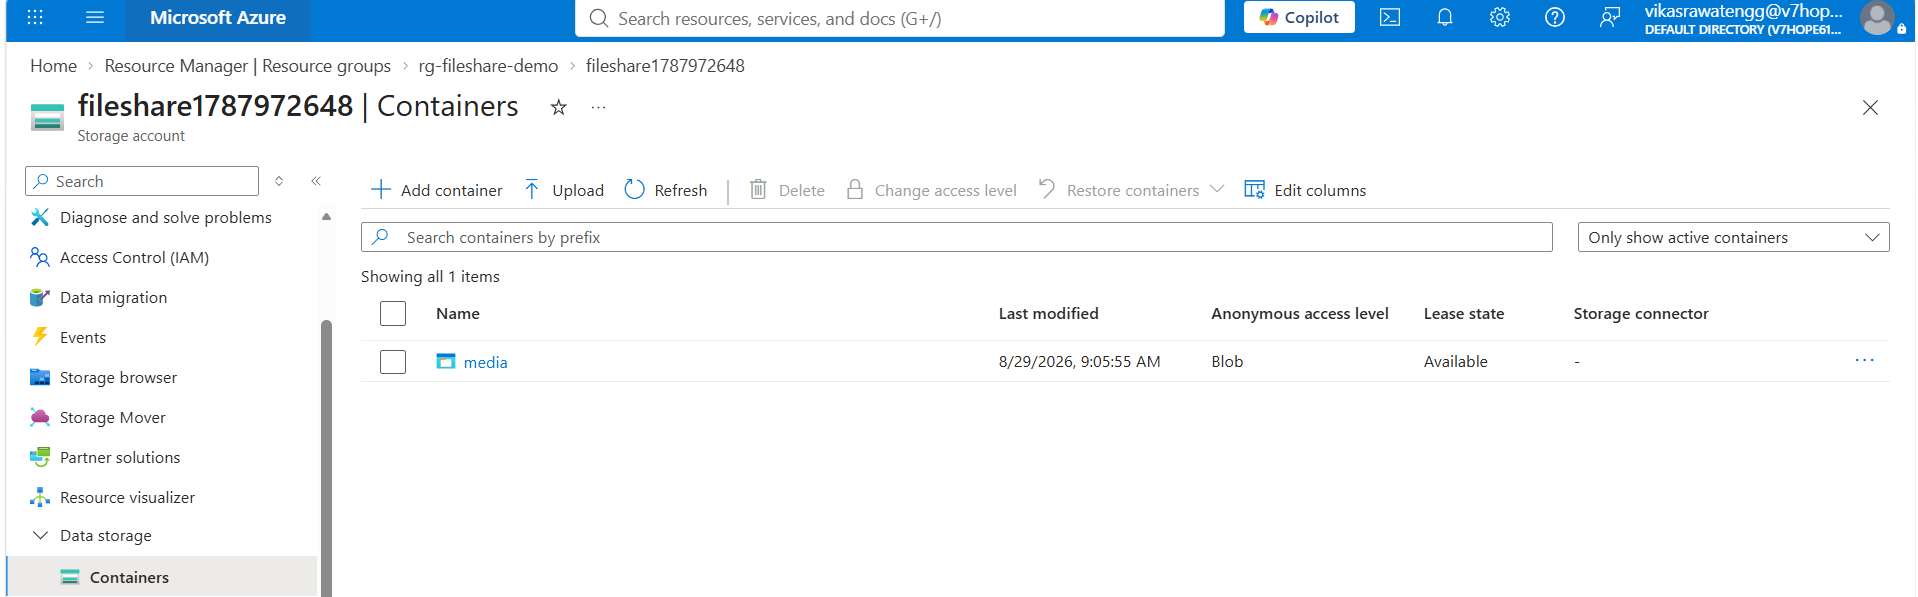 Microsoft Azure
Search resources, services, and docs (G+/)
Copilot
vikasrawatengg@v7hop...
DEFAULT DIRECTORY (V7HOPE61...
Home > Resource Manager | Resource groups > rg-fileshare-demo > fileshare1787972648
fileshare1787972648 | Containers
Storage account
Search
Add container Upload Refresh Delete Change access level Restore containers Edit columns
Diagnose and solve problems
Access Control (IAM)
Data migration
Events
Storage browser
Storage Mover
Partner solutions
Resource visualizer
Data storage
Containers
Search containers by prefix
Only show active containers
Showing all 1 items
Name Last modified Anonymous access level Lease state Storage connector
media 8/29/2026, 9:05:55 AM Blob Available -